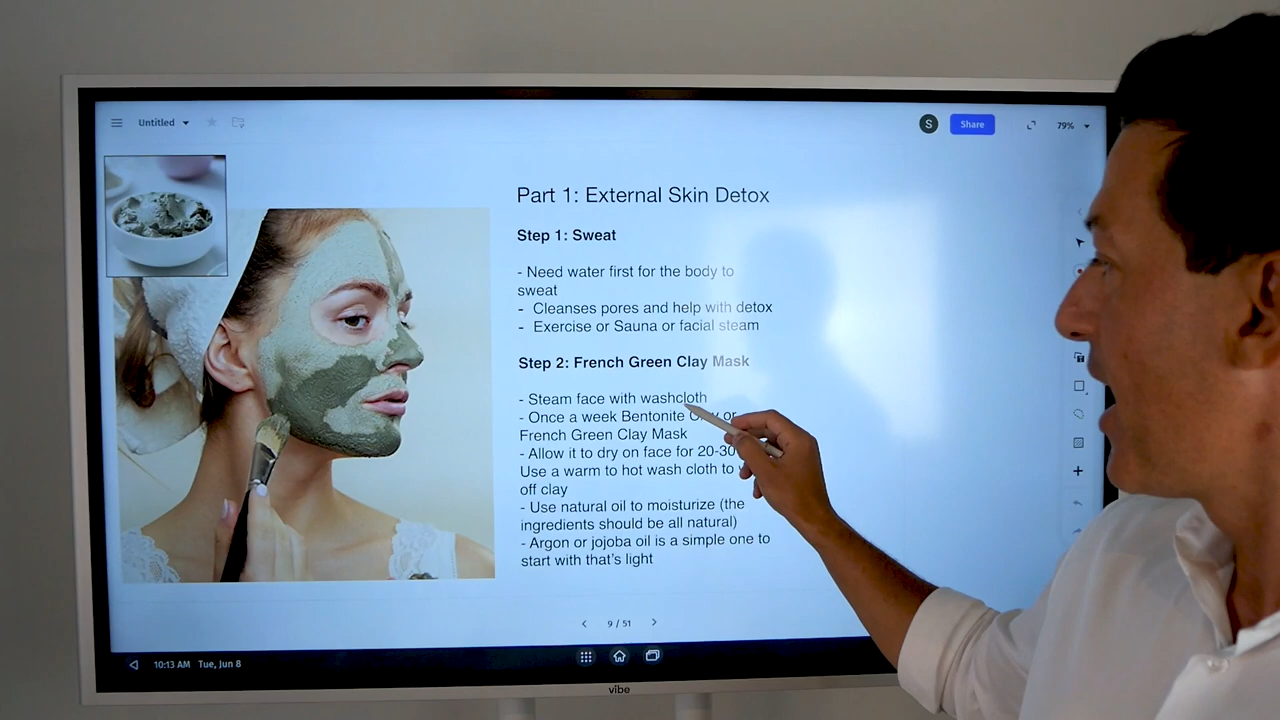 Untitled
S
Share
79%
Part 1: External Skin Detox
Step 1: Sweat
- Need water first for the body to
sweat
- Cleanses pores and help with detox
- Exercise or Sauna or facial steam
Step 2: French Green Clay Mask
- Steam face with washcloth
- Once a week Bentonite Clay or
French Green Clay Mask
- Allow it to dry on face for 20-30
Use a warm to hot wash cloth to
off clay
- Use natural oil to moisturize (the
ingredients should be all natural)
- Argon or jojoba oil is a simple one to
start with that's light
9 / 51
10:13 AM Tue, Jun 8
vibe